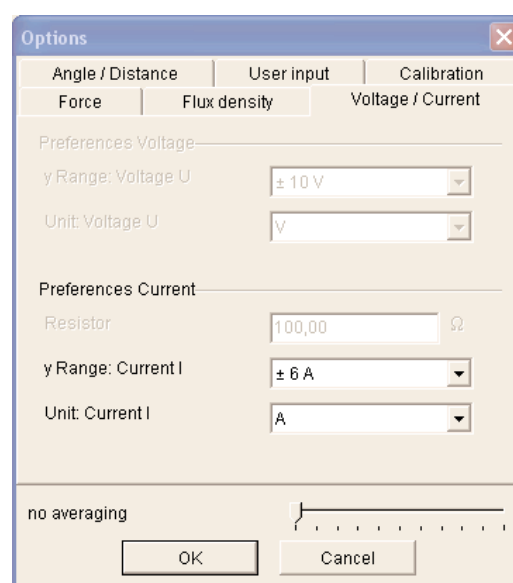 Options
Angle / Distance User input Calibration
Force Flux density Voltage / Current
Preferences Voltage
y Range: Voltage U ± 10 V
Unit: Voltage U V
Preferences Current
Resistor 100,00 Ω
y Range: Current I ± 6 A
Unit: Current I A
no averaging
OK Cancel